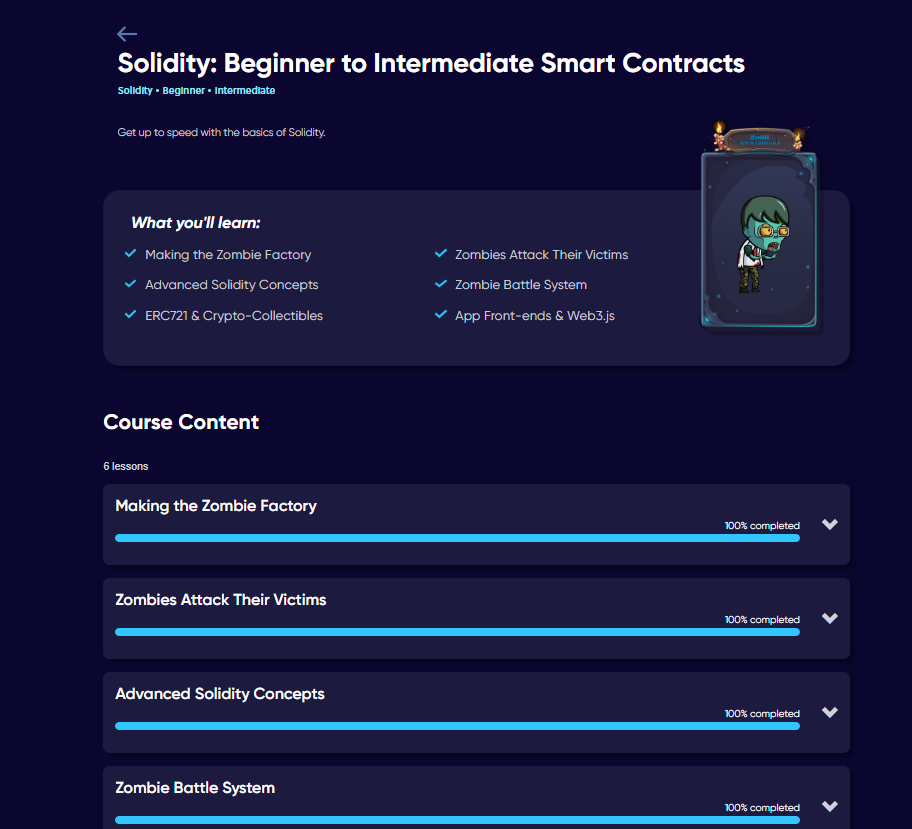 Solidity: Beginner to Intermediate Smart Contracts
Solidity • Beginner • Intermediate
Get up to speed with the basics of Solidity.
What you'll learn:
Making the Zombie Factory
Zombies Attack Their Victims
Advanced Solidity Concepts
Zombie Battle System
ERC721 & Crypto-Collectibles
App Front-ends & Web3.js
Course Content
6 lessons
Making the Zombie Factory
100% completed
Zombies Attack Their Victims
100% completed
Advanced Solidity Concepts
100% completed
Zombie Battle System
100% completed